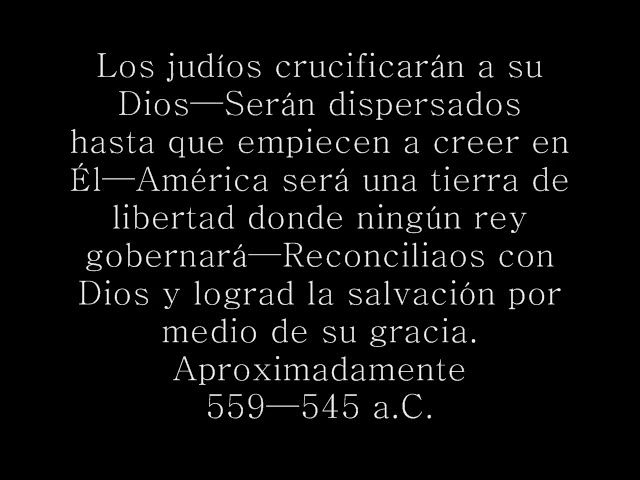 Los judíos crucificarán a su
Dios—Serán dispersados
hasta que empiecen a creer en
Él—América será una tierra de
libertad donde ningún rey
gobernará—Reconciliaos con
Dios y lograd la salvación por
medio de su gracia.
Aproximadamente
559—545 a.C.